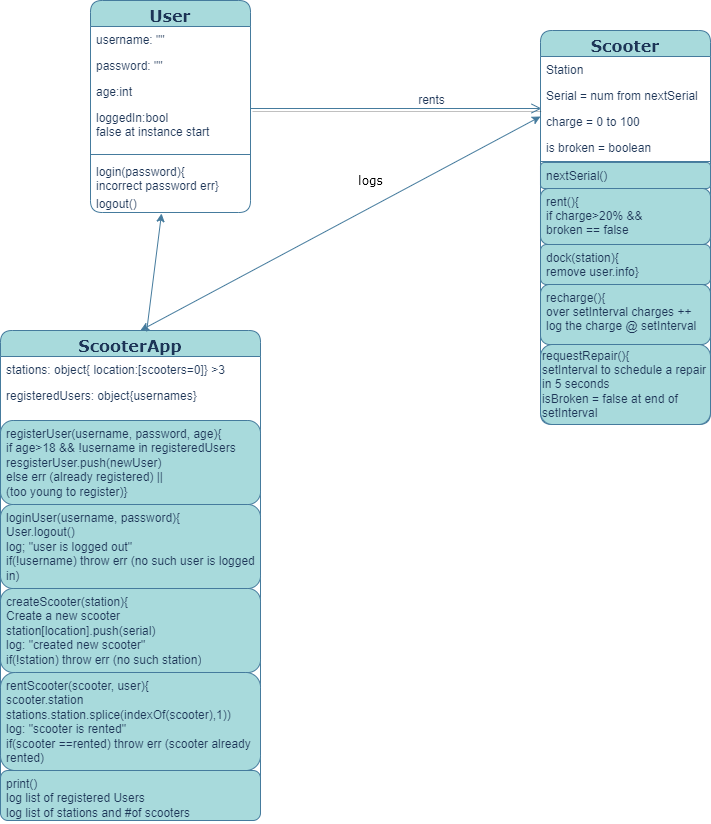 User
username: ""
password: ""
age:int
loggedIn:bool
false at instance start
login(password){
incorrect password err}
logout()
rents
logs
Scooter
Station
Serial = num from nextSerial
charge = 0 to 100
is broken = boolean
nextSerial()
rent(){
if charge>20% &&
broken == false
dock(station){
remove user.info}
recharge(){
over setInterval charges ++
log the charge @ setInterval
requestRepair(){
setInterval to schedule a repair
in 5 seconds
isBroken = false at end of
setInterval
ScooterApp
stations: object{ location:[scooters=0]} >3
registeredUsers: object{usernames}
registerUser(username, password, age){
if age>18 && !username in registeredUsers
resgisterUser.push(newUser)
else err (already registered) ||
(too young to register)}
loginUser(username, password){
User.logout()
log; "user is logged out"
if(!username) throw err (no such user is logged
in)
createScooter(station){
Create a new scooter
station[location].push(serial)
log: "created new scooter"
if(!station) throw err (no such station)
rentScooter(scooter, user){
scooter.station
stations.station.splice(indexOf(scooter),1))
log: "scooter is rented"
if(scooter ==rented) throw err (scooter already
rented)
print()
log list of registered Users
log list of stations and #of scooters